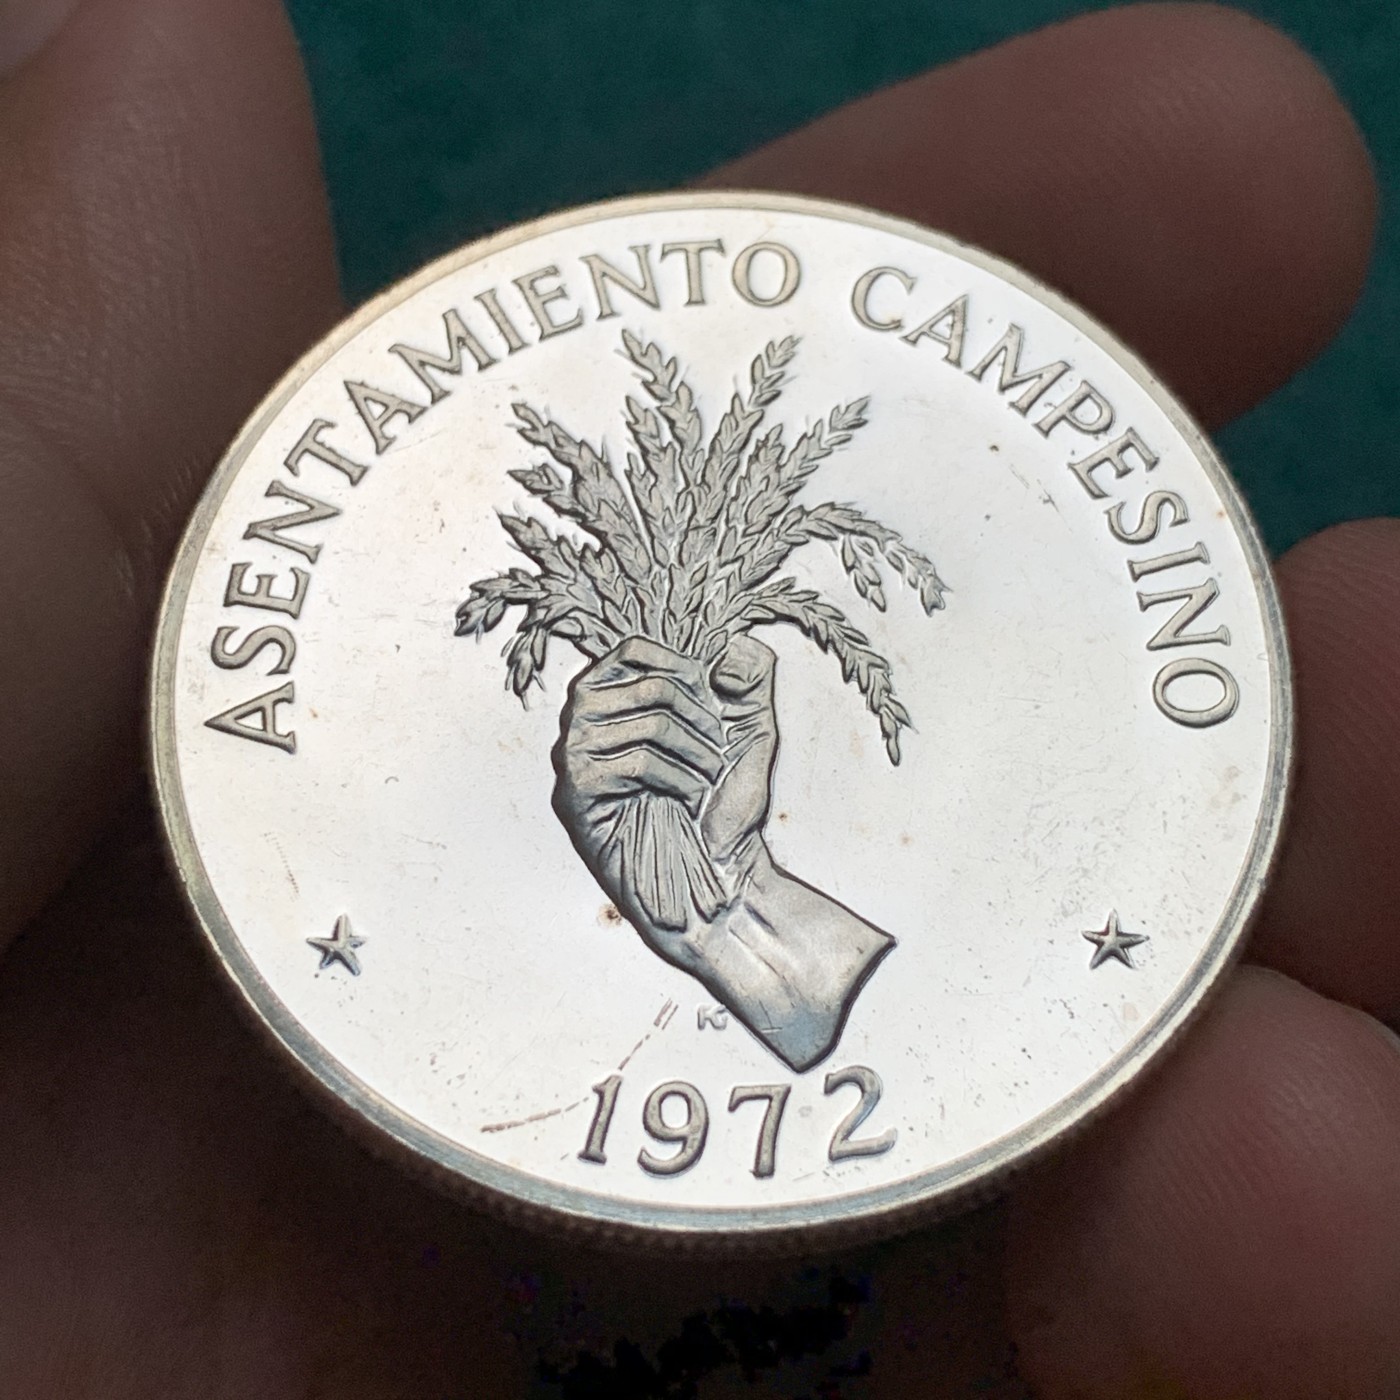 ASENTAMIENTO CAMPESINO
1972